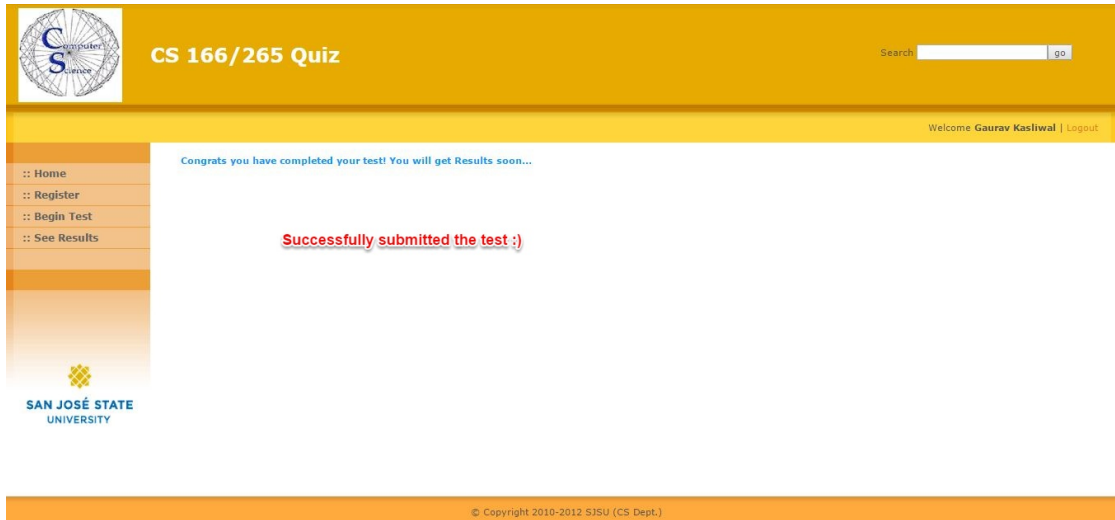 Computer
Science
CS 166/265 Quiz
Search
go
Welcome Gaurav Kasliwal | Logout
Congrats you have completed your test! You will get Results soon...
:: Home
:: Register
:: Begin Test
:: See Results
Successfully submitted the test :)
SAN JOSÉ STATE
UNIVERSITY
© Copyright 2010-2012 SJSU (CS Dept.)